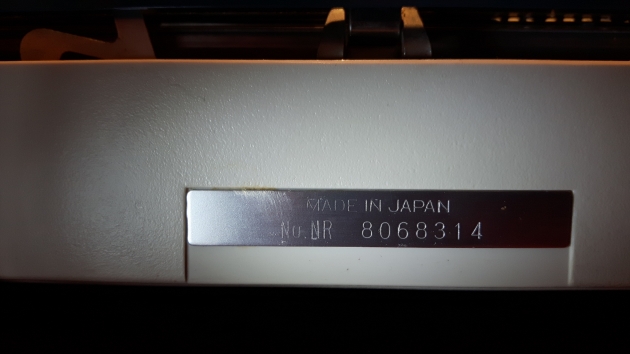 MADE IN JAPAN
No.NR 8068314